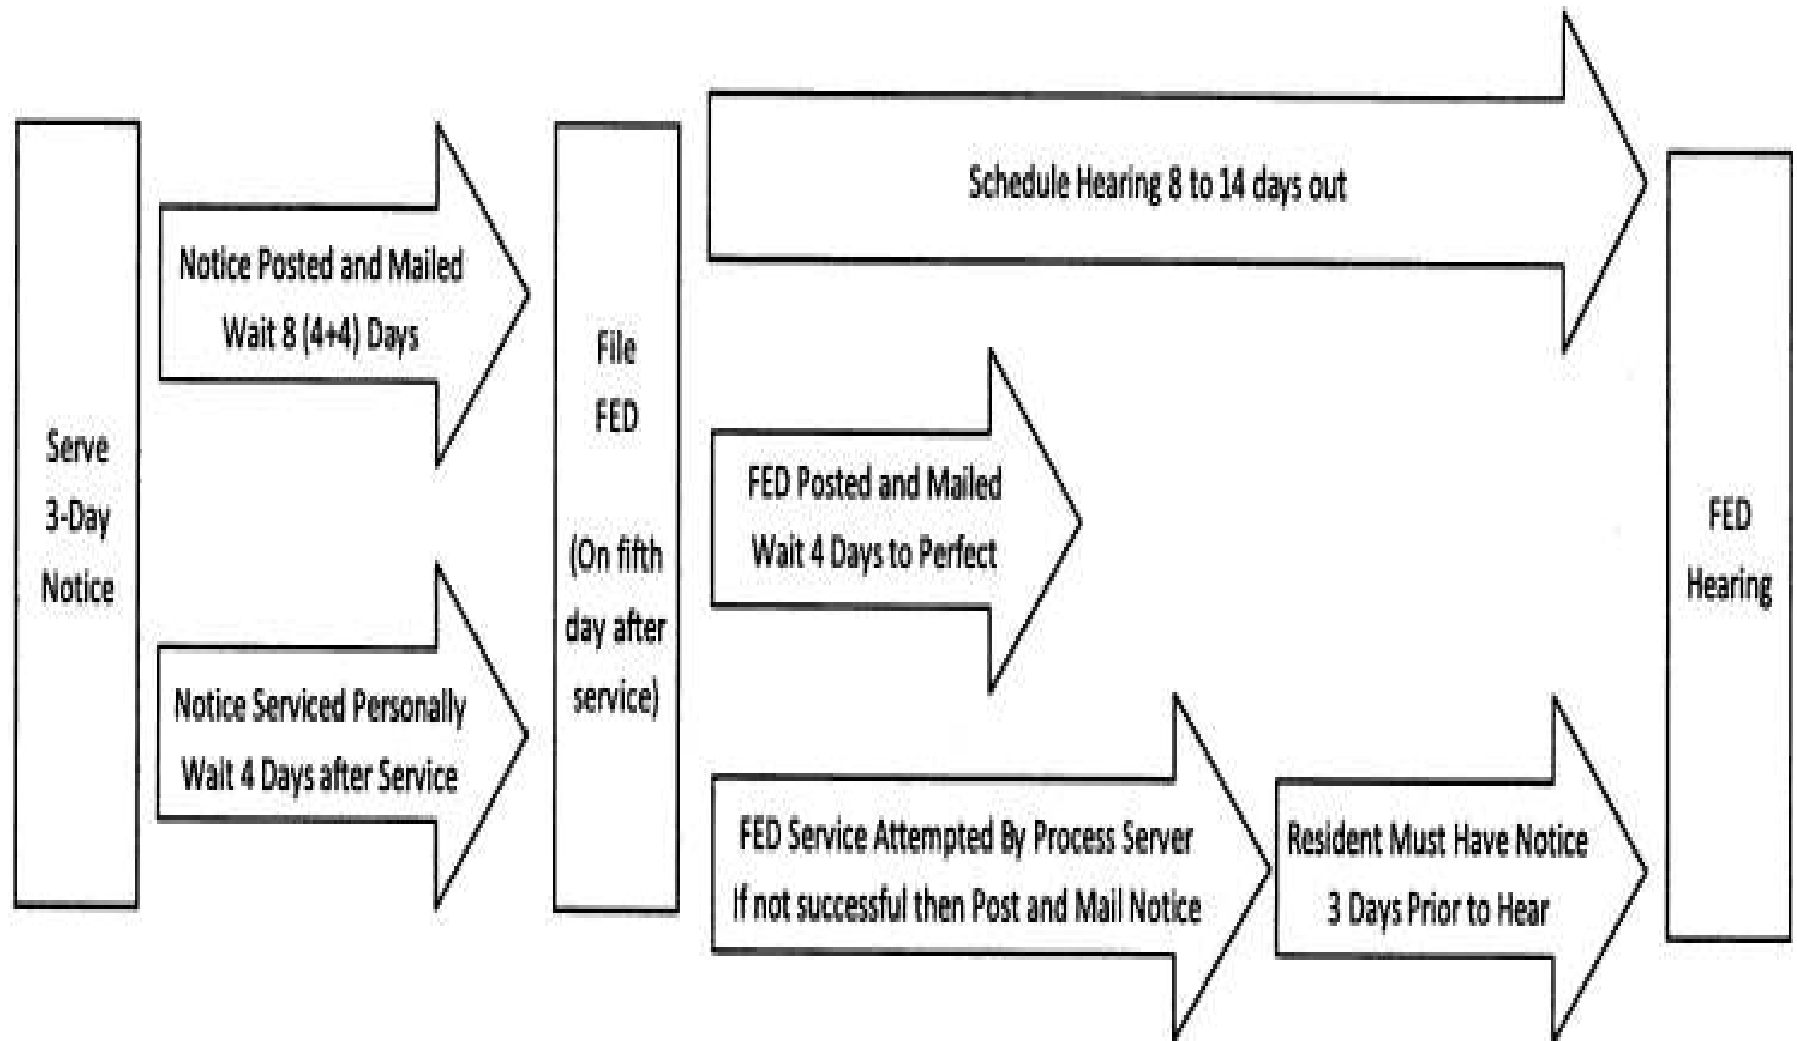 Serve
3-Day
Notice
Notice Posted and Mailed
Wait 8 (4+4) Days
Notice Serviced Personally
Wait 4 Days after Service
File
FED
(On fifth
day after
service)
Schedule Hearing 8 to 14 days out
FED Posted and Mailed
Wait 4 Days to Perfect
FED Service Attempted By Process Server
If not successful then Post and Mail Notice
Resident Must Have Notice
3 Days Prior to Hear
FED
Hearing